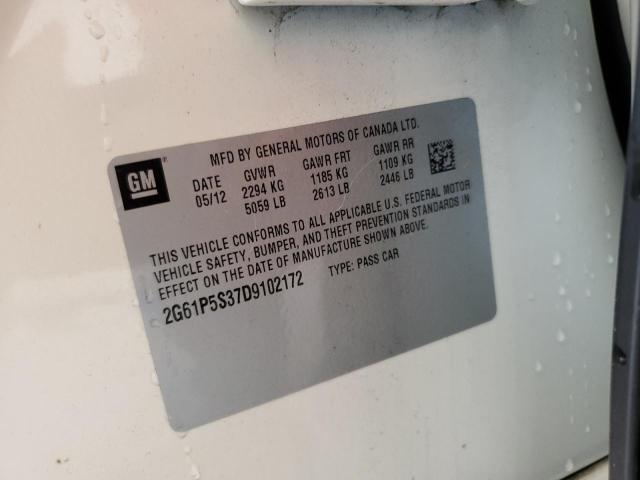 GM
MFD BY GENERAL MOTORS OF CANADA LTD.
DATE GVWR GAWR FRT GAWR RR
05/12 2294 KG 1185 KG 1109 KG
5059 LB 2613 LB 2446 LB
THIS VEHICLE CONFORMS TO ALL APPLICABLE U.S. FEDERAL MOTOR
VEHICLE SAFETY, BUMPER, AND THEFT PREVENTION STANDARDS IN
EFFECT ON THE DATE OF MANUFACTURE SHOWN ABOVE.
2G61P5S37D9102172 TYPE: PASS CAR